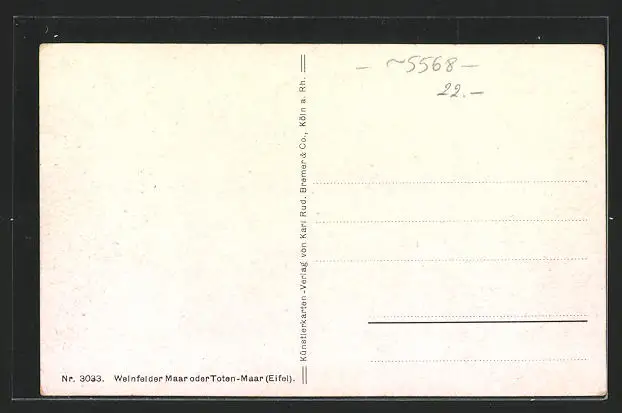 – ~5568 –
22.–
Künstlerkarten-Verlag von Karl Rud. Bremer & Co., Köln a. Rh.
Nr. 3033. Weinfelder Maar oder Toten-Maar (Eifel).